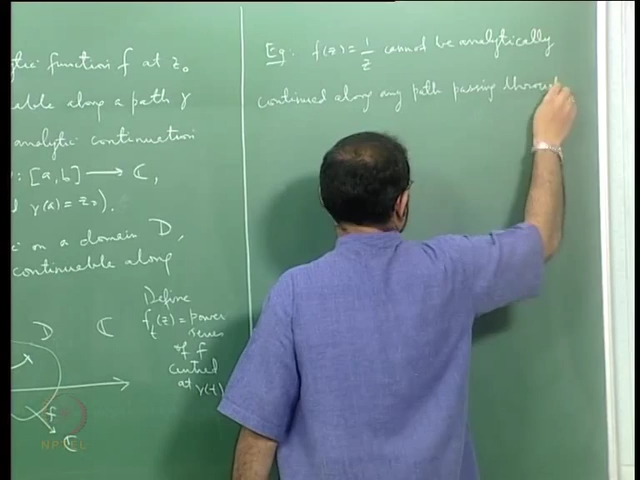 tic function f at z₀
able along a path γ
analytic continuation
: [a, b] ⟶ ℂ,
d γ(a) = z₀).
c on a domain D,
continuable along
Define
fₜ(z) = power
series
of f
centred
at γ(t)
D ℂ
f
ℂ
NPTEL
Eg: f(z) = 1/z cannot be analytically
continued along any path passing throu